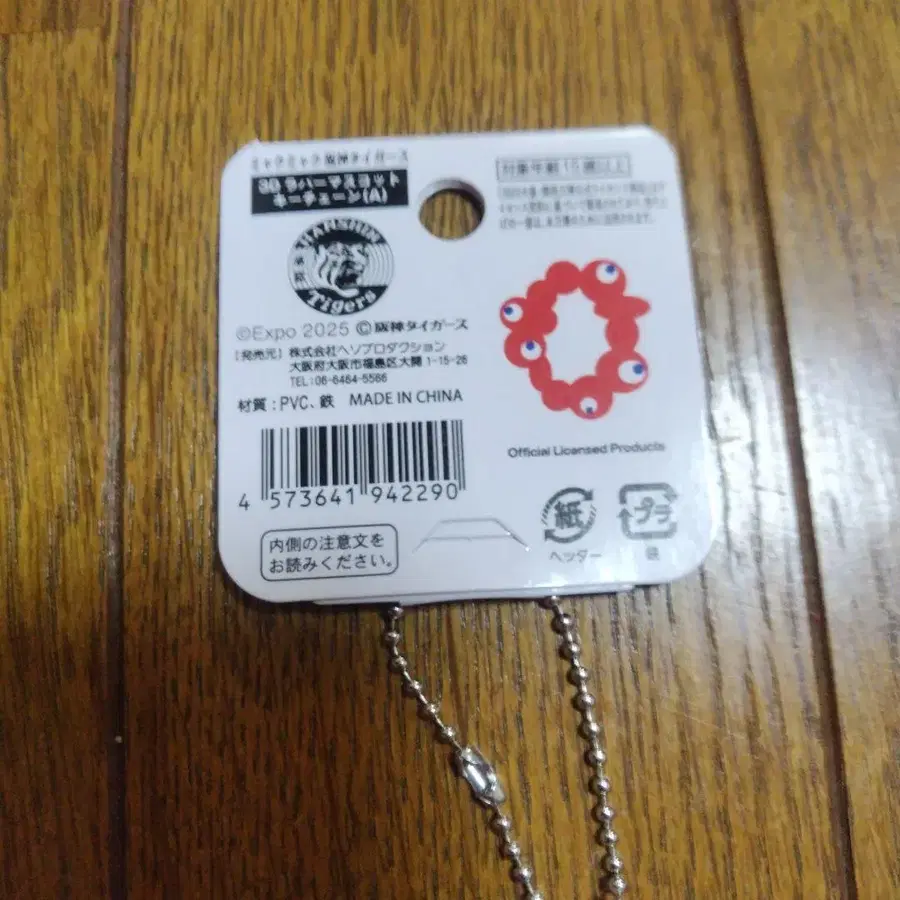 ミャクミャク 阪神タイガース
3D ラバーマスコット
キーチェーン(A)
対象年齢15歳以上
HANSHIN
Tigers
©Expo 2025 ©阪神タイガース
[発売元] 株式会社ヘソプロダクション
大阪府大阪市福島区大開 1-15-28
TEL:06-6464-5566
材質:PVC、鉄 MADE IN CHINA
Official Licensed Products
4 573641 942290
内側の注意文を
お読みください。
紙
ヘッダー
プラ
袋